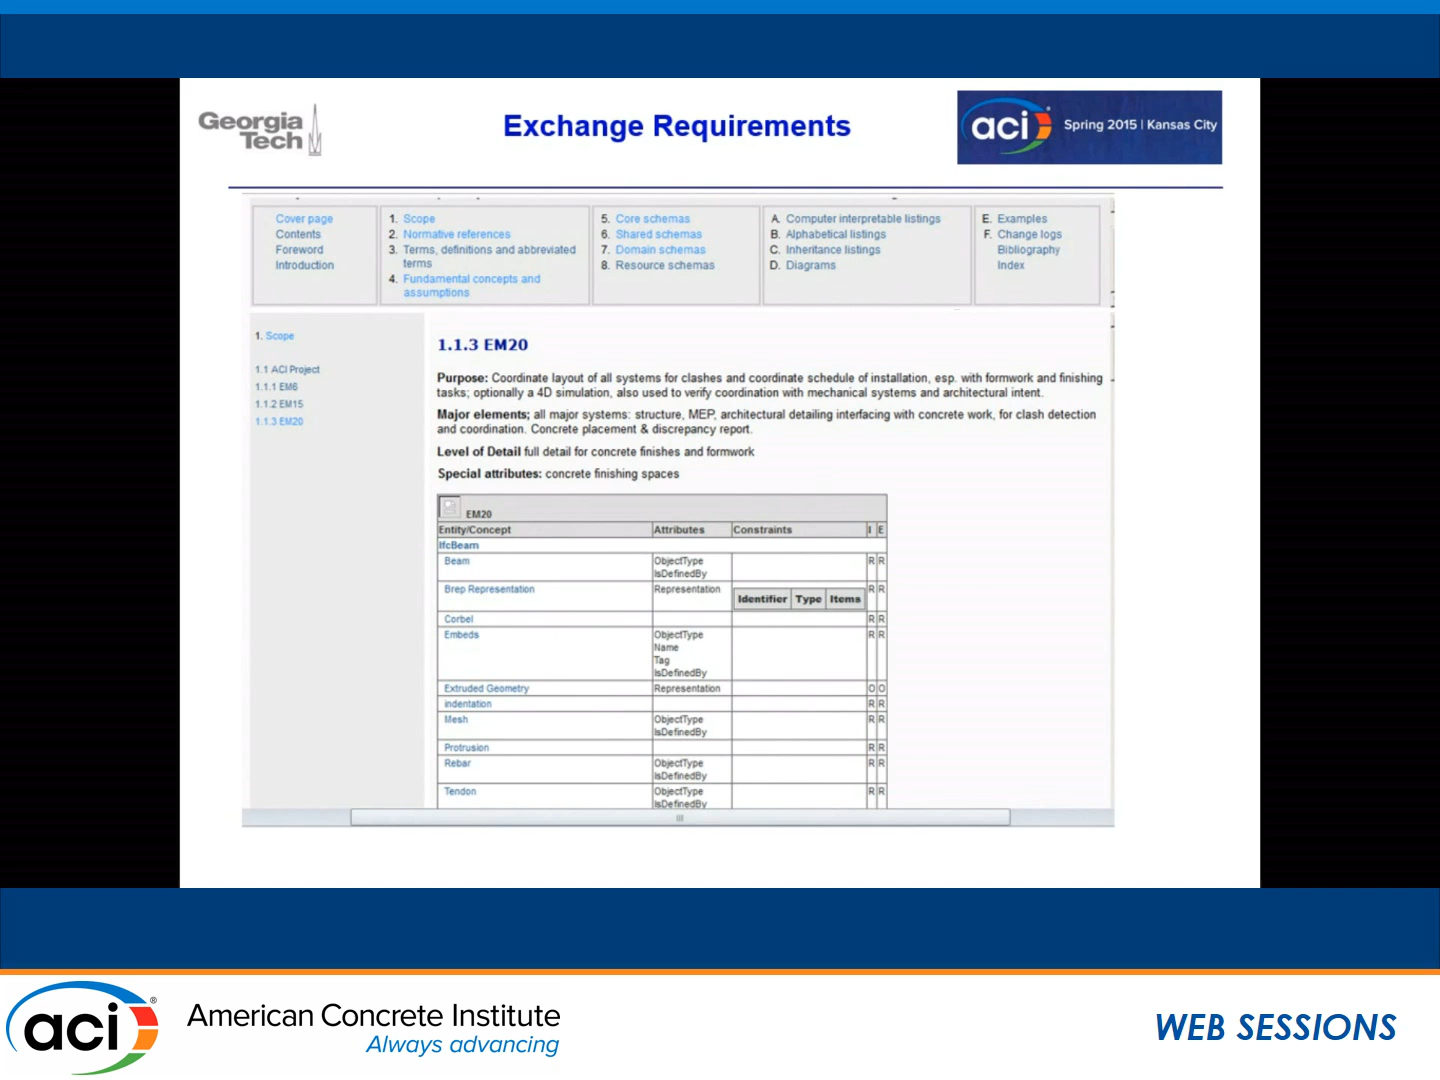 Georgia
Tech
Exchange Requirements
aci
Spring 2015 | Kansas City
Cover page
Contents
Foreword
Introduction
1. Scope
2. Normative references
3. Terms, definitions and abbreviated
terms
4. Fundamental concepts and
assumptions
5. Core schemas
6. Shared schemas
7. Domain schemas
8. Resource schemas
A. Computer interpretable listings
B. Alphabetical listings
C. Inheritance listings
D. Diagrams
E. Examples
F. Change logs
Bibliography
Index
1. Scope
1.1 ACI Project
1.1.1 EM6
1.1.2 EM15
1.1.3 EM20
1.1.3 EM20
Purpose: Coordinate layout of all systems for clashes and coordinate schedule of installation, esp. with formwork and finishing
tasks; optionally a 4D simulation, also used to verify coordination with mechanical systems and architectural intent.
Major elements; all major systems: structure, MEP, architectural detailing interfacing with concrete work, for clash detection
and coordination. Concrete placement & discrepancy report.
Level of Detail full detail for concrete finishes and formwork
Special attributes: concrete finishing spaces
EM20
Entity/Concept Attributes Constraints I E
IfcBeam
Beam ObjectType R R
IsDefinedBy
Brep Representation Representation R R
Identifier Type Items
Corbel R R
Embeds ObjectType R R
Name
Tag
IsDefinedBy
Extruded Geometry Representation O O
indentation R R
Mesh ObjectType R R
IsDefinedBy
Protrusion R R
Rebar ObjectType R R
IsDefinedBy
Tendon ObjectType R R
IsDefinedBy
aci®
American Concrete Institute
Always advancing
WEB SESSIONS